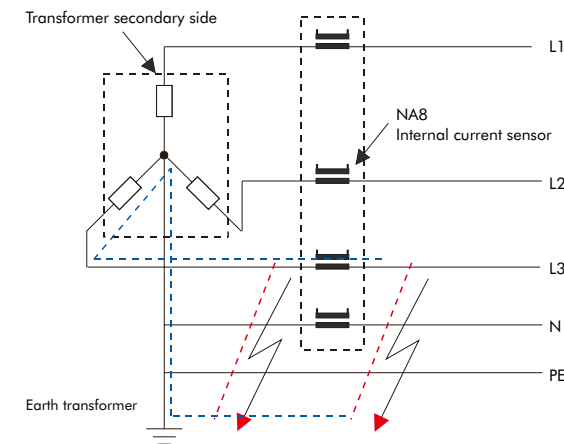 Transformer secondary side
L1
NA8
Internal current sensor
L2
L3
N
PE
Earth transformer